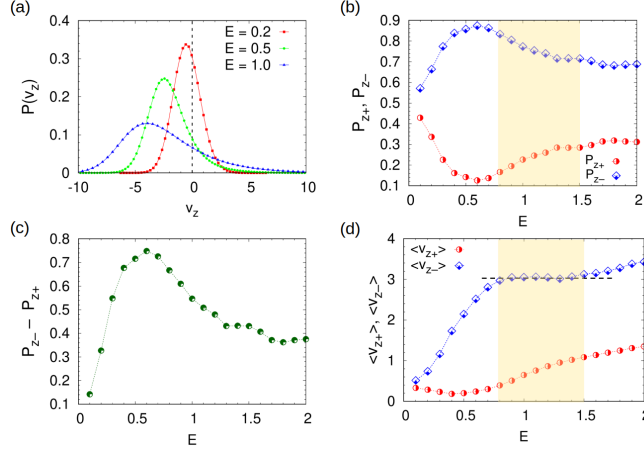 (a)
E = 0.2
E = 0.5
E = 1.0
P(v_z)
0.4
0.3
0.2
0.1
0
-10
-5
0
5
10
v_z
(b)
P_z+, P_z−
0.9
0.8
0.7
0.6
0.5
0.4
0.3
0.2
0.1
0
0.5
1
1.5
2
E
P_z+
P_z−
(c)
P_z− − P_z+
0.8
0.7
0.6
0.5
0.4
0.3
0.2
0.1
0
0.5
1
1.5
2
E
(d)
<v_z+>
<v_z−>
<v_z+>, <v_z−>
4
3
2
1
0
0
0.5
1
1.5
2
E